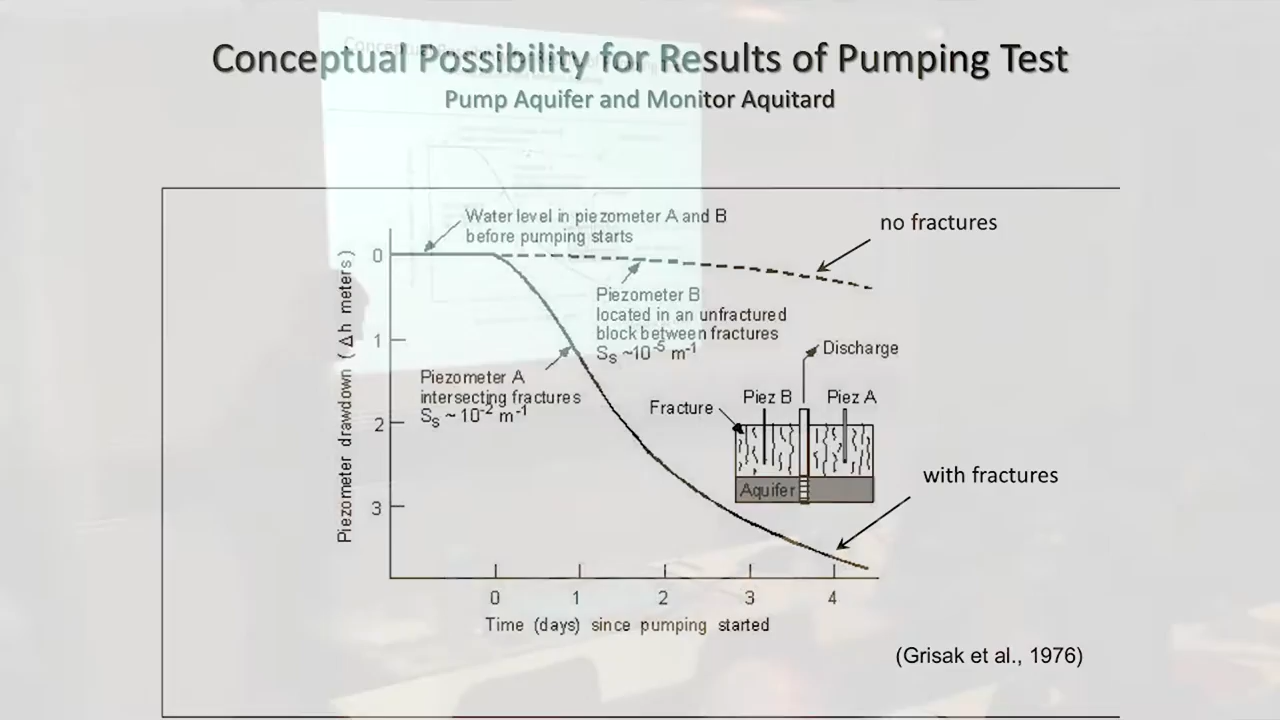 Conceptual Possibility for Results of Pumping Test
Pump Aquifer and Monitor Aquitard
Water level in piezometer A and B
before pumping starts
no fractures
0
1
2
3
Piezometer drawdown ( Δh meters )
Piezometer B
located in an unfractured
block between fractures
Ss ~10-5 m-1
Piezometer A
intersecting fractures
Ss ~ 10-2 m-1
Discharge
Fracture
Piez B
Piez A
Aquifer
with fractures
0 1 2 3 4
Time (days) since pumping started
(Grisak et al., 1976)